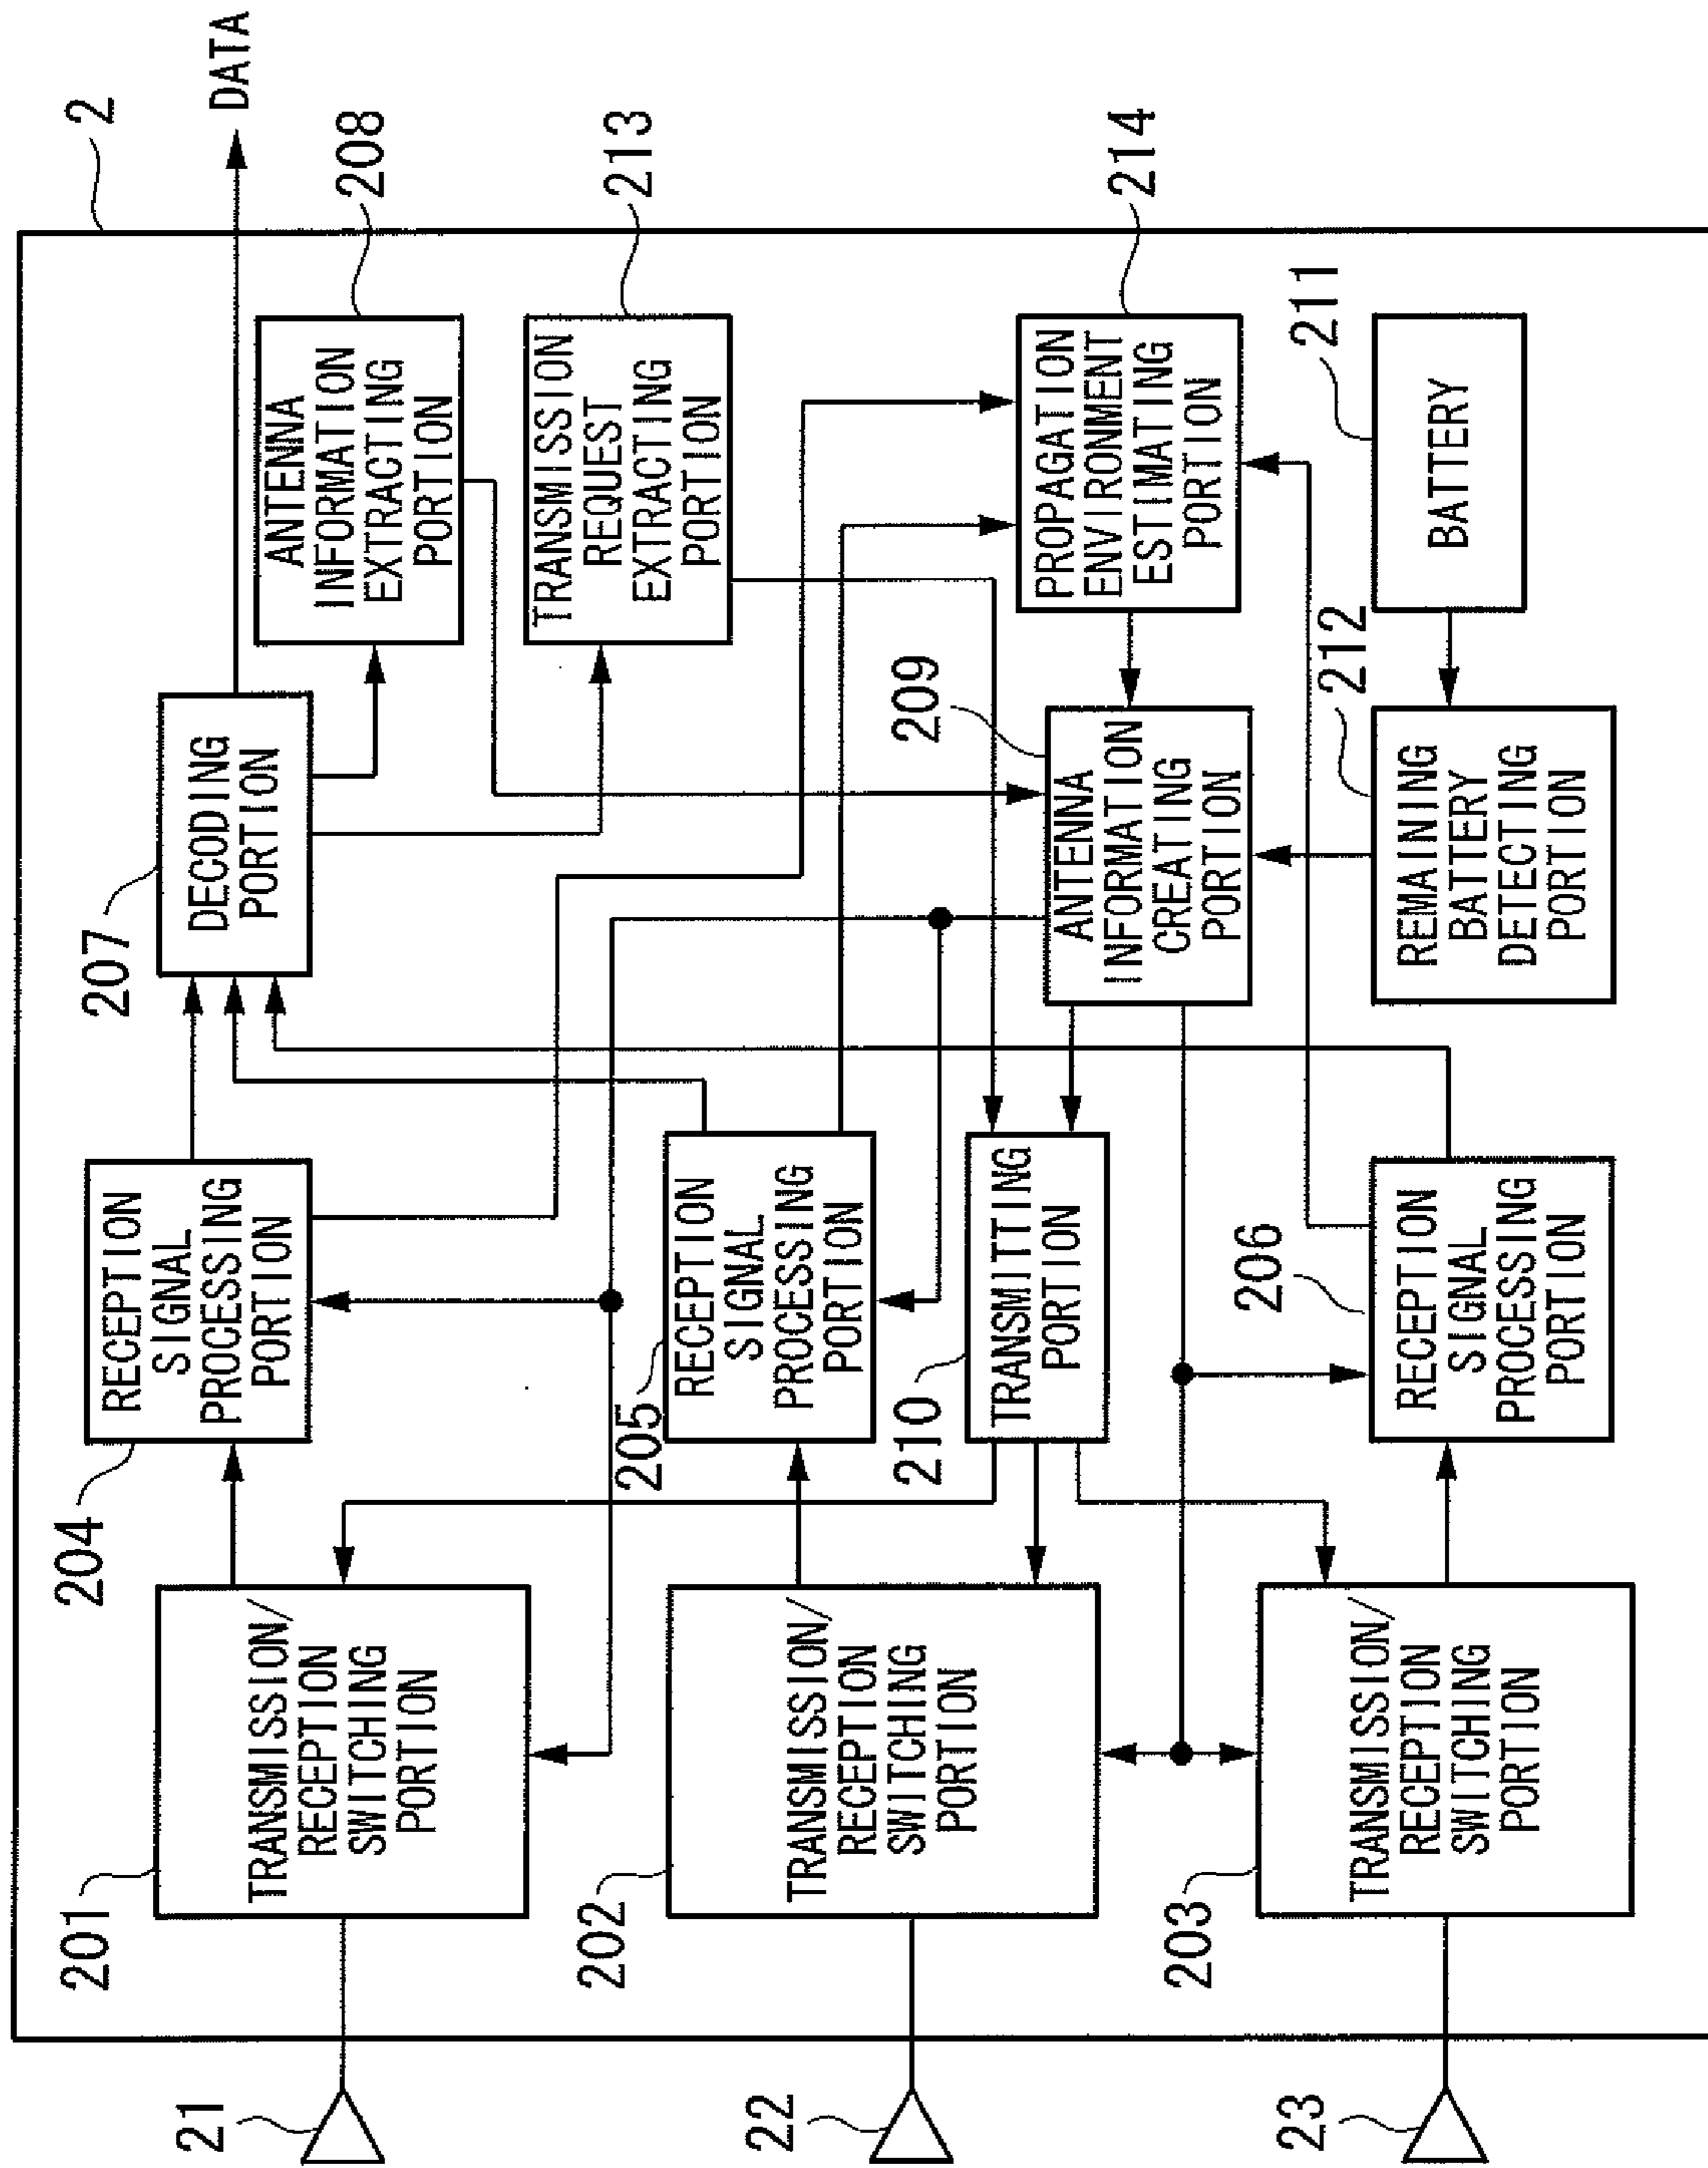 2
DATA
204
RECEPTION
SIGNAL
PROCESSING
PORTION
207
DECODING
PORTION
208
ANTENNA
INFORMATION
EXTRACTING
PORTION
201
TRANSMISSION/
RECEPTION
SWITCHING
PORTION
21
213
TRANSMISSION
REQUEST
EXTRACTING
PORTION
205
RECEPTION
SIGNAL
PROCESSING
PORTION
202
TRANSMISSION/
RECEPTION
SWITCHING
PORTION
22
210
TRANSMITTING
PORTION
209
ANTENNA
INFORMATION
CREATING
PORTION
214
PROPAGATION
ENVIRONMENT
ESTIMATING
PORTION
203
TRANSMISSION/
RECEPTION
SWITCHING
PORTION
23
206
RECEPTION
SIGNAL
PROCESSING
PORTION
212
REMAINING
BATTERY
DETECTING
PORTION
211
BATTERY